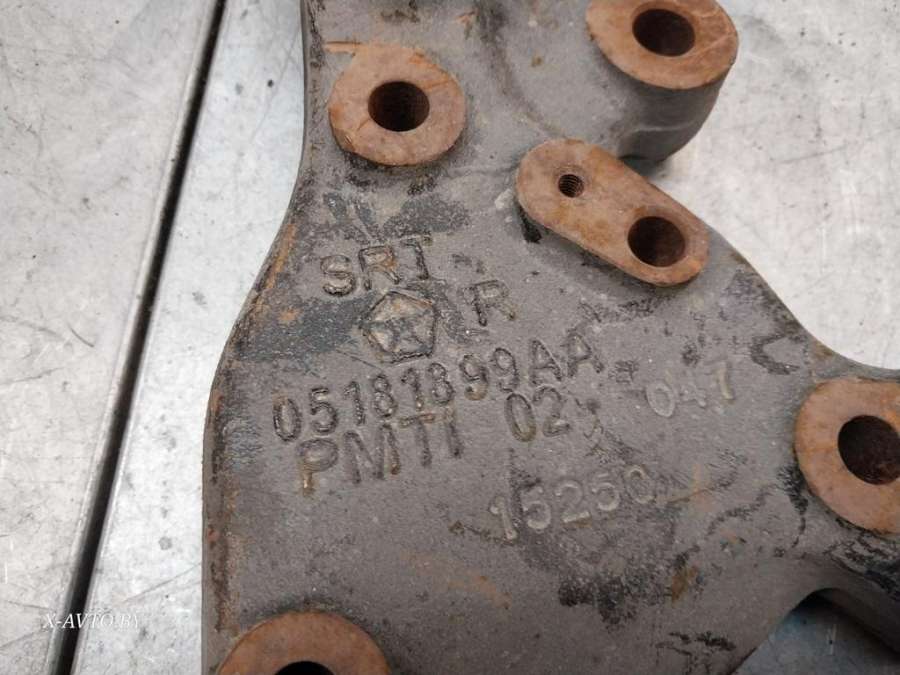 SRT
R
05181899AA
PMTI 02 047
15250
X-AVTO.BY